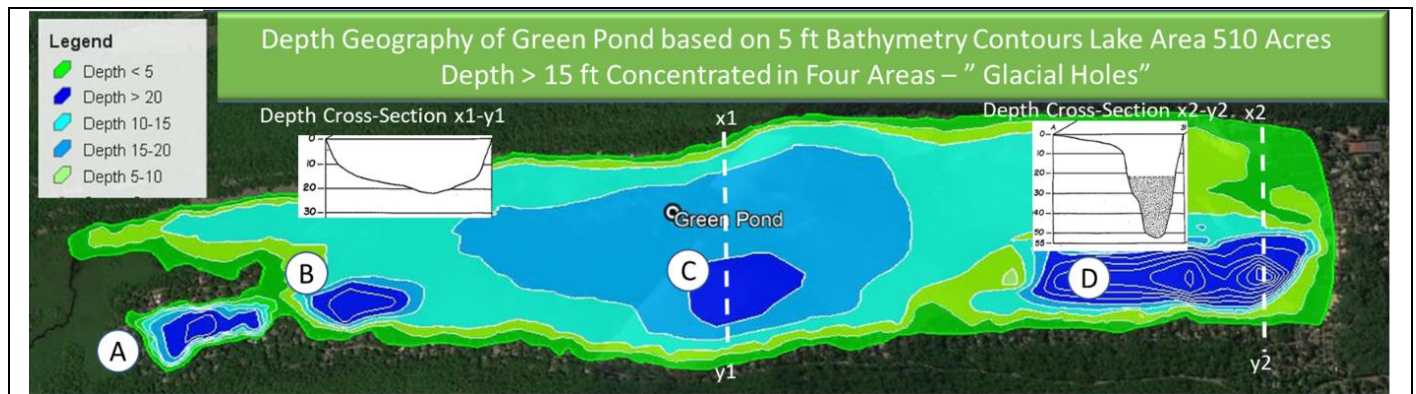 Depth Geography of Green Pond based on 5 ft Bathymetry Contours Lake Area 510 Acres
Depth > 15 ft Concentrated in Four Areas – ” Glacial Holes”
Legend
Depth < 5
Depth > 20
Depth 10-15
Depth 15-20
Depth 5-10
Depth Cross-Section x1-y1
0
10
20
30
x1
Depth Cross-Section x2-y2
x2
A
B
0
10
20
30
40
50
55
Green Pond
A
B
C
D
y1
y2